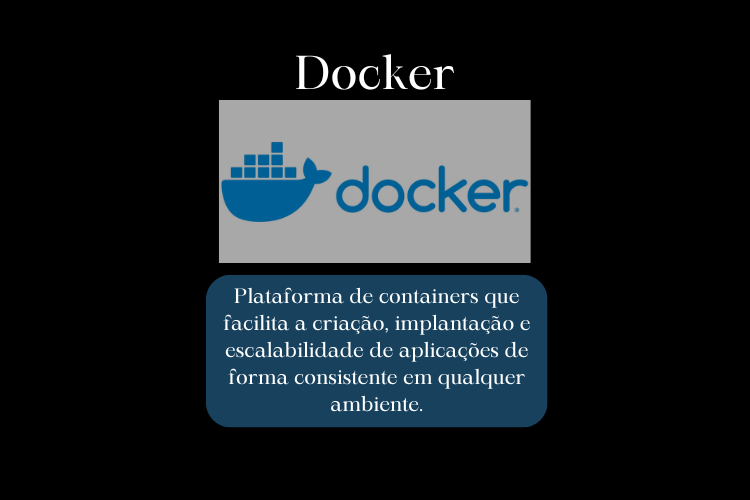 Docker
docker
Plataforma de containers que
facilita a criação, implantação e
escalabilidade de aplicações de
forma consistente em qualquer
ambiente.